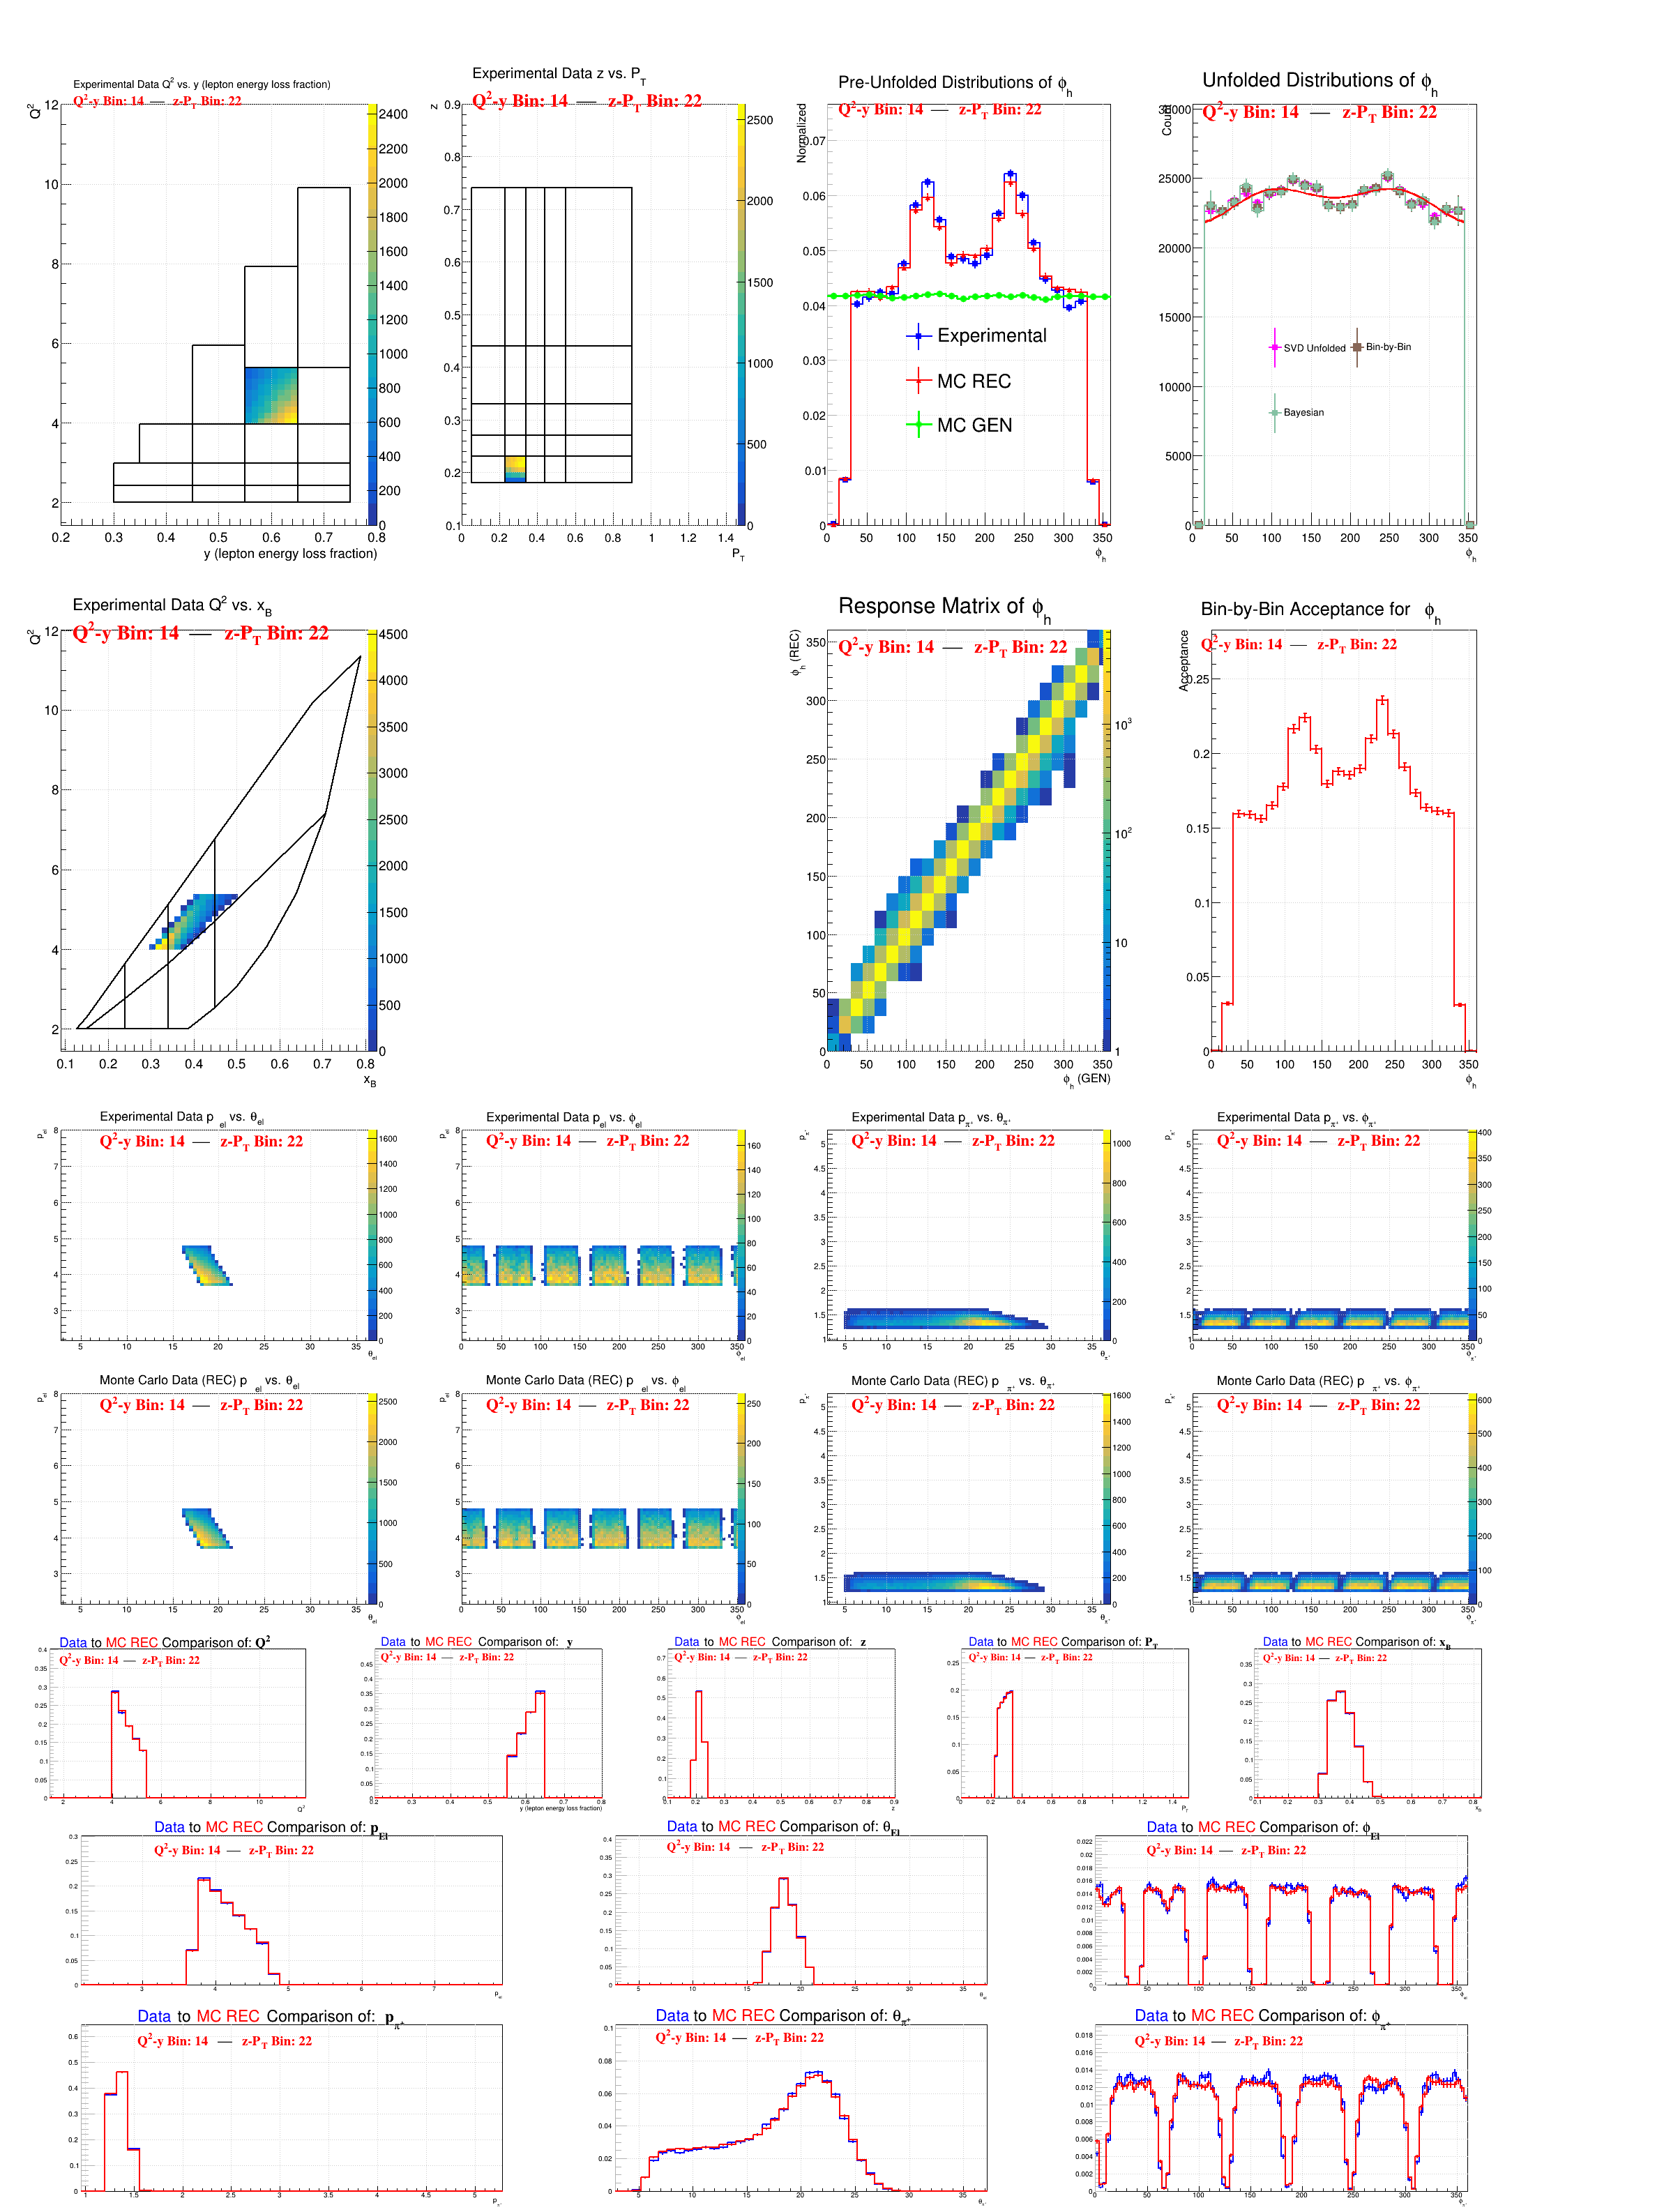 Experimental Data Q² vs. y (lepton energy loss fraction)
Q²-y Bin: 14 — z-P_T Bin: 22
y (lepton energy loss fraction)
Experimental Data z vs. P_T
Q²-y Bin: 14 — z-P_T Bin: 22
P_T
Pre-Unfolded Distributions of ϕ_h
Q²-y Bin: 14 — z-P_T Bin: 22
Normalized
Experimental
MC REC
MC GEN
ϕ_h
Unfolded Distributions of ϕ_h
Q²-y Bin: 14 — z-P_T Bin: 22
SVD Unfolded
Bin-by-Bin
Bayesian
ϕ_h
Experimental Data Q² vs. x_B
Q²-y Bin: 14 — z-P_T Bin: 22
x_B
Response Matrix of ϕ_h
Q²-y Bin: 14 — z-P_T Bin: 22
ϕ_h (REC)
ϕ_h (GEN)
Bin-by-Bin Acceptance for ϕ_h
Q²-y Bin: 14 — z-P_T Bin: 22
Acceptance
ϕ_h
Experimental Data p_el vs. θ_el
Q²-y Bin: 14 — z-P_T Bin: 22
Experimental Data p_el vs. ϕ_el
Q²-y Bin: 14 — z-P_T Bin: 22
Experimental Data p_π⁺ vs. θ_π⁺
Q²-y Bin: 14 — z-P_T Bin: 22
Experimental Data p_π⁺ vs. ϕ_π⁺
Q²-y Bin: 14 — z-P_T Bin: 22
Monte Carlo Data (REC) p_el vs. θ_el
Q²-y Bin: 14 — z-P_T Bin: 22
Monte Carlo Data (REC) p_el vs. ϕ_el
Q²-y Bin: 14 — z-P_T Bin: 22
Monte Carlo Data (REC) p_π⁺ vs. θ_π⁺
Q²-y Bin: 14 — z-P_T Bin: 22
Monte Carlo Data (REC) p_π⁺ vs. ϕ_π⁺
Q²-y Bin: 14 — z-P_T Bin: 22
Data to MC REC Comparison of: Q²
Q²-y Bin: 14 — z-P_T Bin: 22
Data to MC REC Comparison of: y
Q²-y Bin: 14 — z-P_T Bin: 22
y (lepton energy loss fraction)
Data to MC REC Comparison of: z
Q²-y Bin: 14 — z-P_T Bin: 22
Data to MC REC Comparison of: P_T
Q²-y Bin: 14 — z-P_T Bin: 22
Data to MC REC Comparison of: x_B
Q²-y Bin: 14 — z-P_T Bin: 22
Data to MC REC Comparison of: p_El
Q²-y Bin: 14 — z-P_T Bin: 22
Data to MC REC Comparison of: θ_El
Q²-y Bin: 14 — z-P_T Bin: 22
Data to MC REC Comparison of: ϕ_El
Q²-y Bin: 14 — z-P_T Bin: 22
Data to MC REC Comparison of: p_π⁺
Q²-y Bin: 14 — z-P_T Bin: 22
Data to MC REC Comparison of: θ_π⁺
Q²-y Bin: 14 — z-P_T Bin: 22
Data to MC REC Comparison of: ϕ_π⁺
Q²-y Bin: 14 — z-P_T Bin: 22